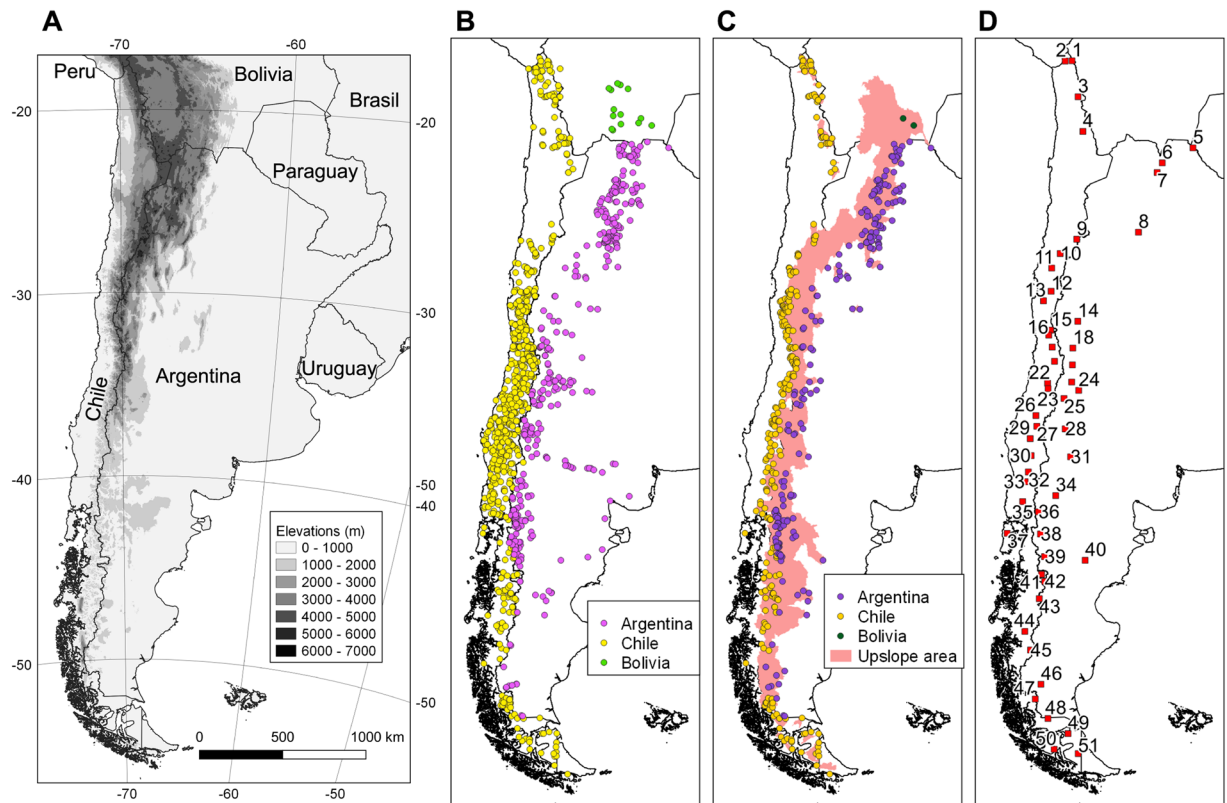 A
-70
-60
Peru
Bolivia
Brasil
-20
-20
Paraguay
-30
-30
Uruguay
Argentina
Chile
-40
-40
-50
-50
Elevations (m)
0 - 1000
1000 - 2000
2000 - 3000
3000 - 4000
4000 - 5000
5000 - 6000
6000 - 7000
0 500 1000 km
-70
-60
B
Argentina
Chile
Bolivia
C
Argentina
Chile
Bolivia
Upslope area
D
2 1
3
4
5
6
7
8
9
10
11
12
13
14
15
16
18
22
24
23
25
26
27
28
29
30
31
32
33
34
35
36
37
38
39
40
41
42
43
44
45
46
47
48
49
50
51